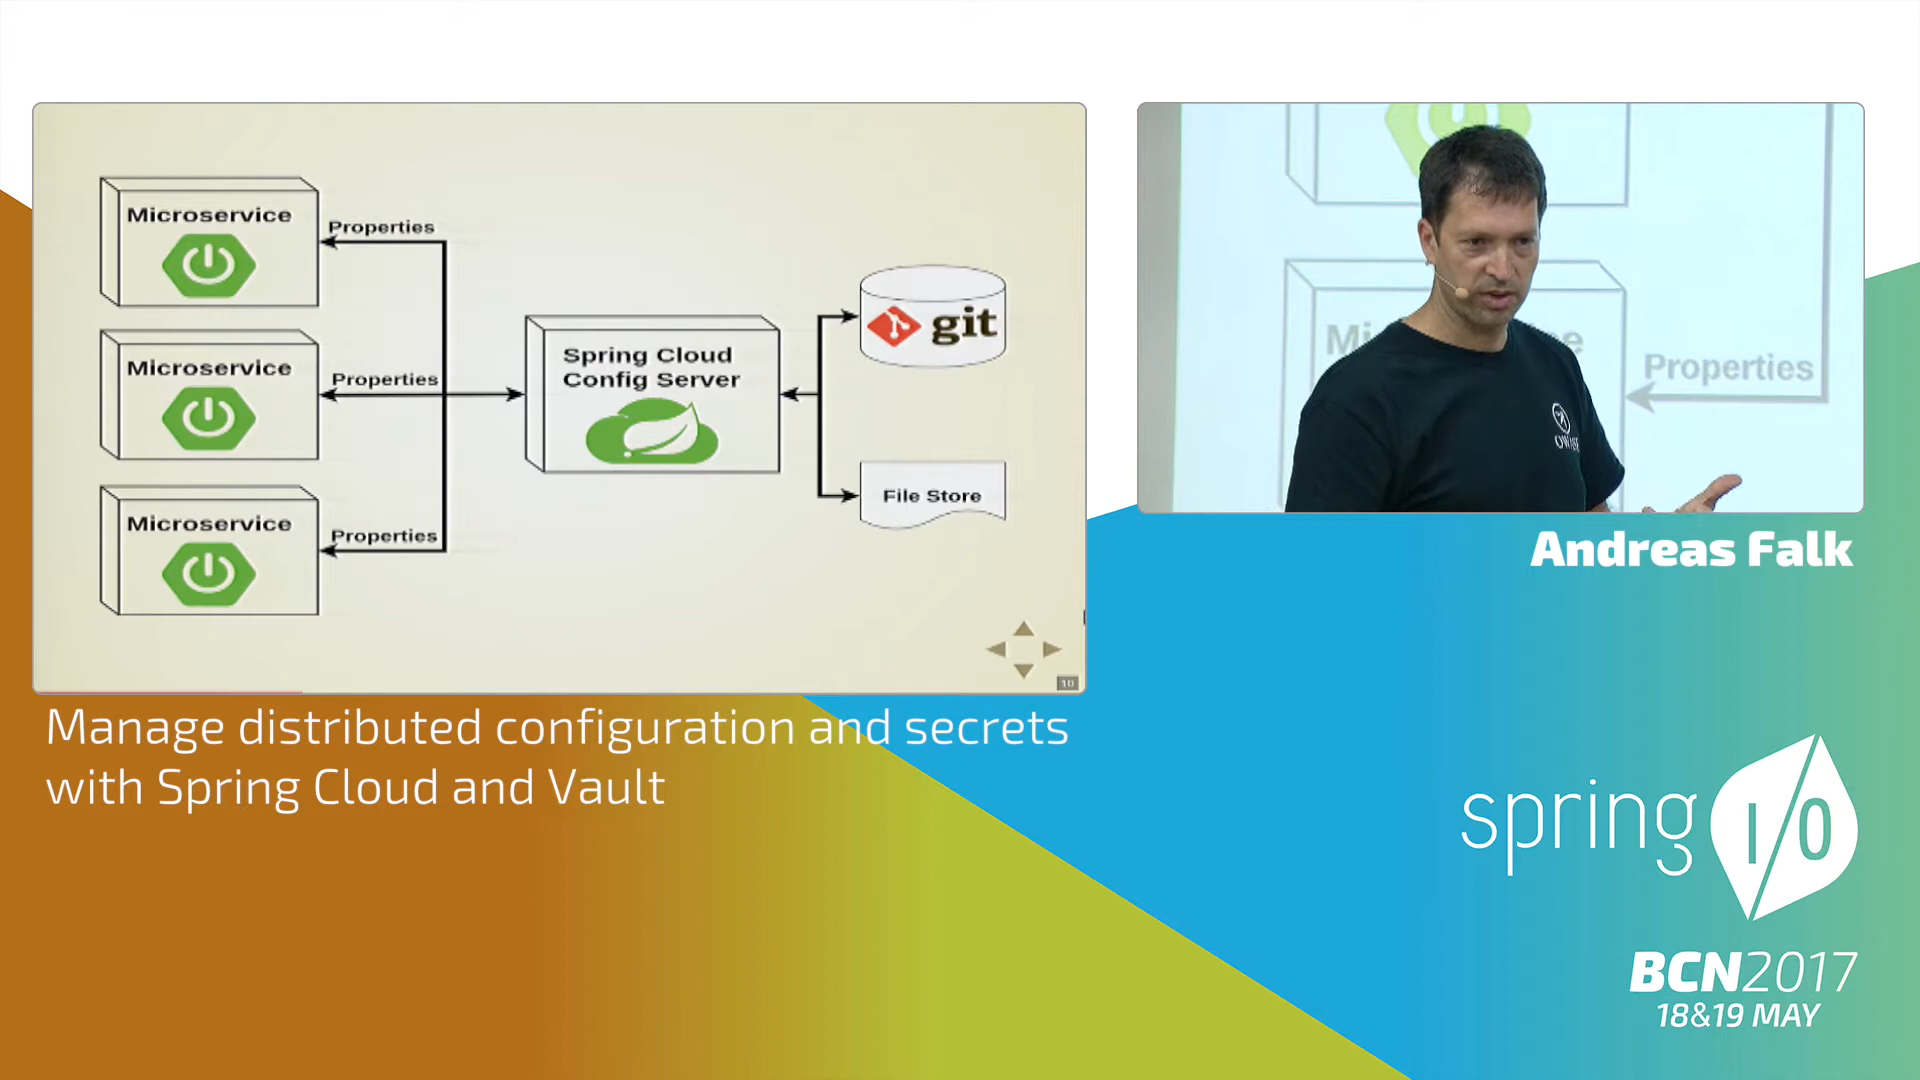 Microservice
Properties
Microservice
Properties
Microservice
Properties
Spring Cloud
Config Server
git
File Store
10
Properties
Andreas Falk
Manage distributed configuration and secrets
with Spring Cloud and Vault
spring I/O
BCN2017
18&19 MAY